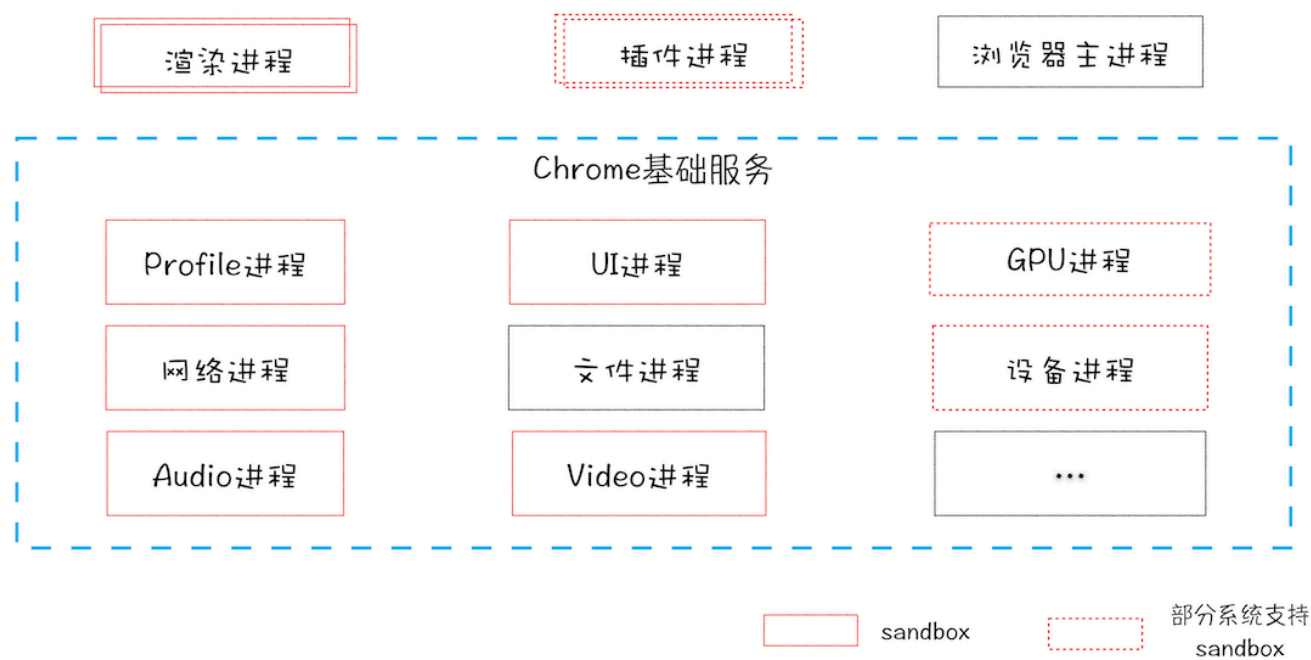 渲染进程
插件进程
浏览器主进程
Chrome基础服务
Profile进程
UI进程
GPU进程
网络进程
文件进程
设备进程
Audio进程
Video进程
...
sandbox
部分系统支持
sandbox